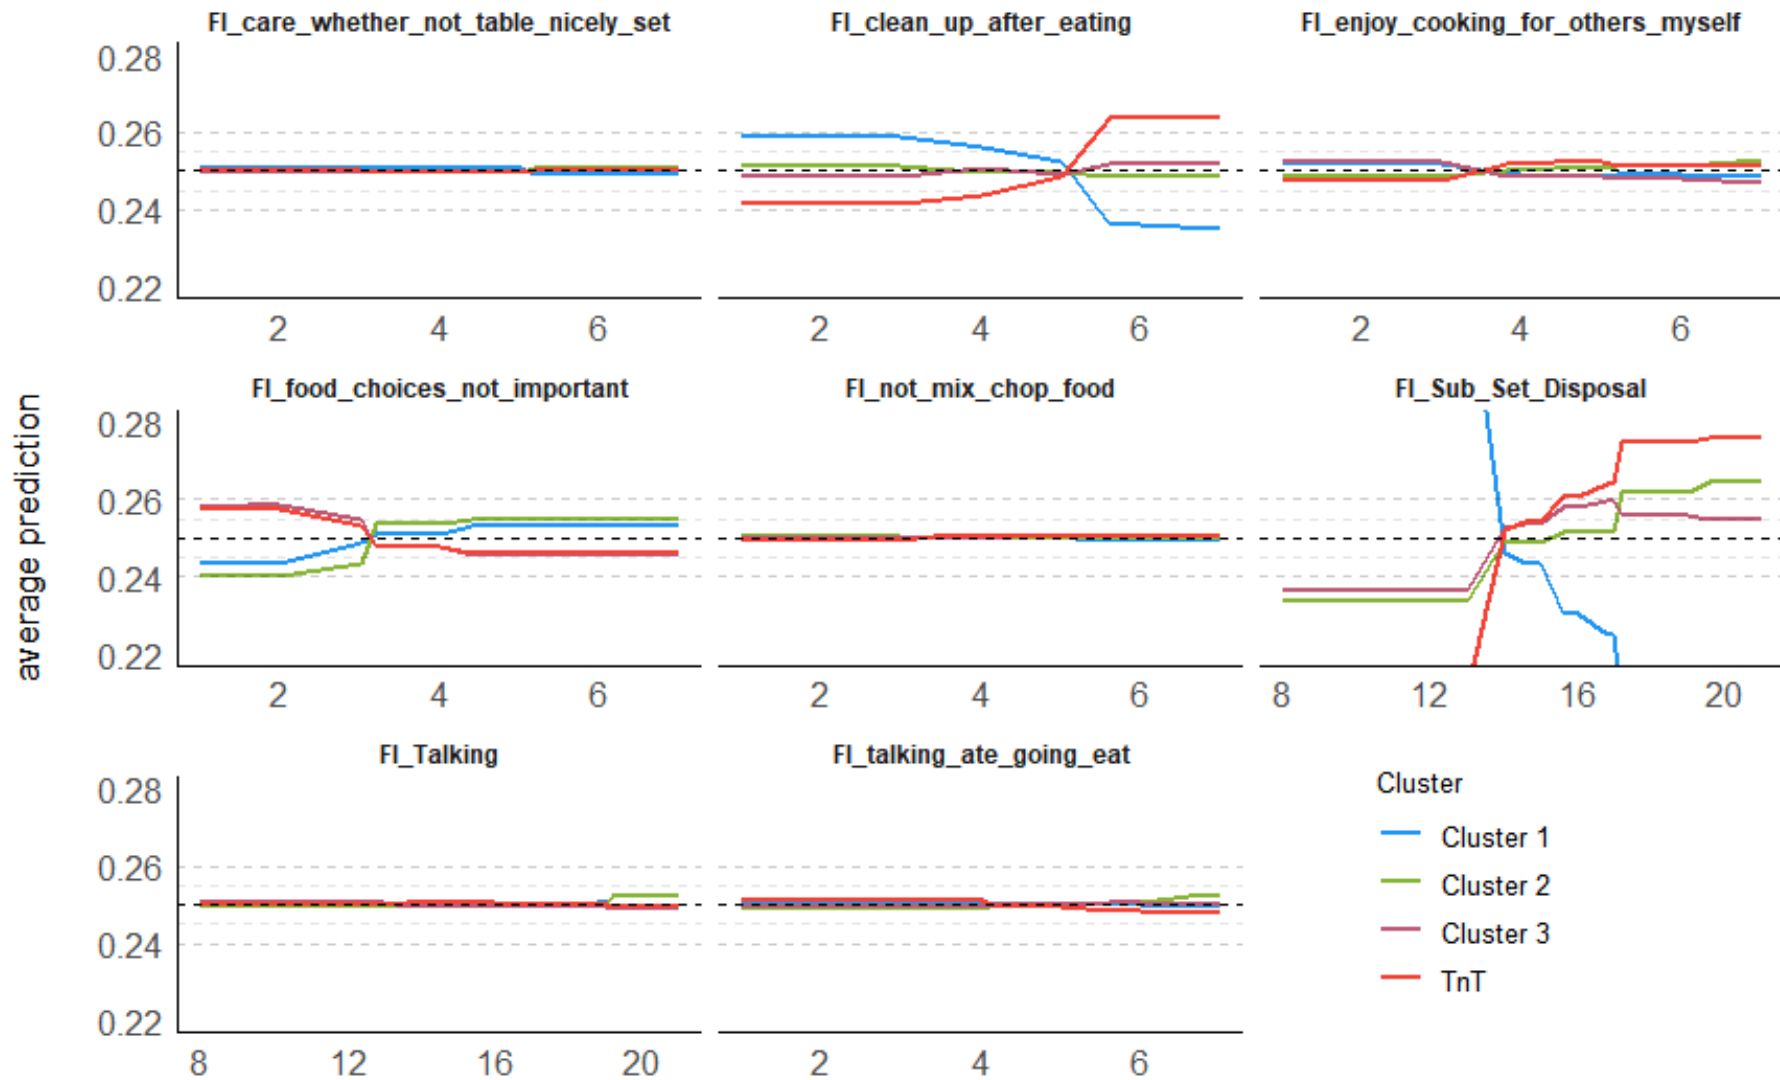 FI_care_whether_not_table_nicely_set FI_clean_up_after_eating FI_enjoy_cooking_for_others_myself
0.28
0.26
0.24
0.22
2 4 6 2 4 6 2 4 6
FI_food_choices_not_important FI_not_mix_chop_food FI_Sub_Set_Disposal
average prediction
0.28
0.26
0.24
0.22
2 4 6 2 4 6 8 12 16 20
FI_Talking FI_talking_ate_going_eat
0.28
0.26
0.24
0.22
8 12 16 20 2 4 6
Cluster
Cluster 1
Cluster 2
Cluster 3
TnT